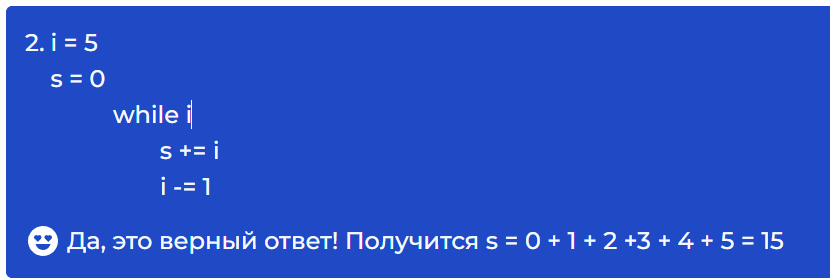 2. i = 5
s = 0
while i
s += i
i -= 1
Да, это верный ответ! Получится s = 0 + 1 + 2 +3 + 4 + 5 = 15